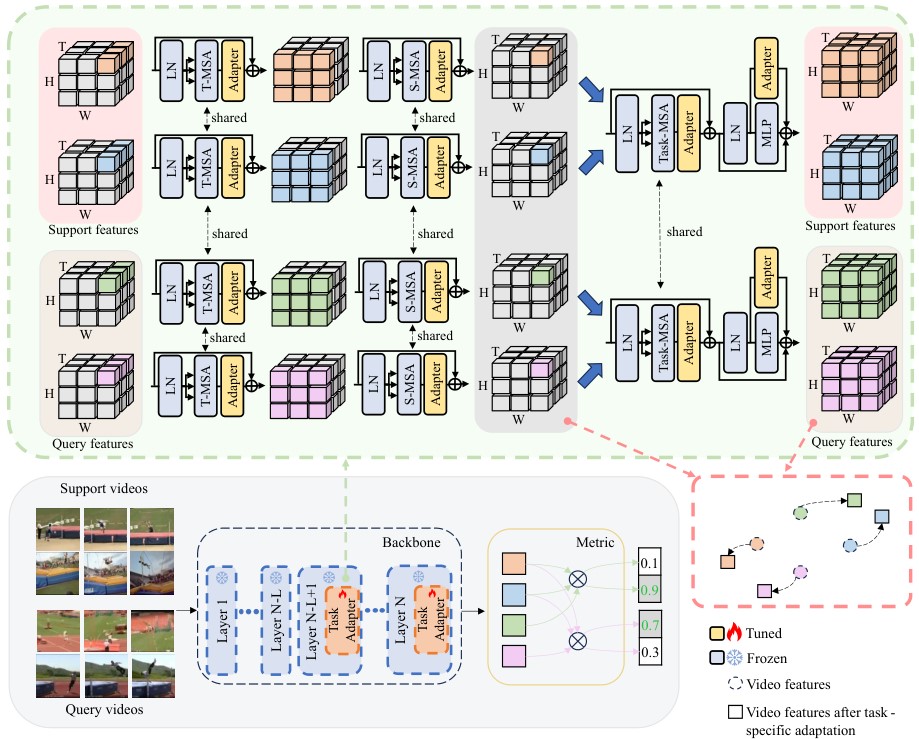 T
H
W
LN
T-MSA
Adapter
LN
S-MSA
Adapter
T
H
W
T
H
W
shared
shared
LN
Task-MSA
Adapter
LN
MLP
Adapter
T
H
W
LN
T-MSA
Adapter
LN
S-MSA
Adapter
T
H
W
T
H
W
Support features
Support features
shared
shared
shared
T
H
W
LN
T-MSA
Adapter
LN
S-MSA
Adapter
T
H
W
T
H
W
shared
shared
LN
Task-MSA
Adapter
LN
MLP
Adapter
T
H
W
LN
T-MSA
Adapter
LN
S-MSA
Adapter
T
H
W
T
H
W
Query features
Query features
Support videos
Query videos
Backbone
Layer 1
Layer N-L
Layer N-L+1
Task
Adapter
Layer N
Task
Adapter
Metric
0.1
0.9
0.7
0.3
Tuned
Frozen
Video features
Video features after task -
specific adaptation